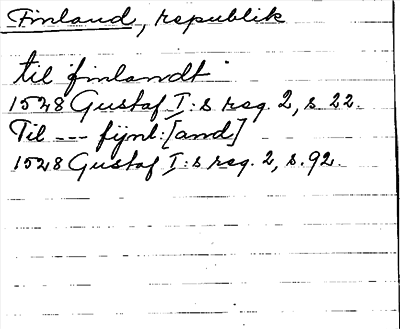 Finland, republik
til finlandt
1528 Gustaf I:s reg. 2, s. 22.
Til --- fijnl:[and]
1528 Gustaf I:s reg. 2, s. 92.